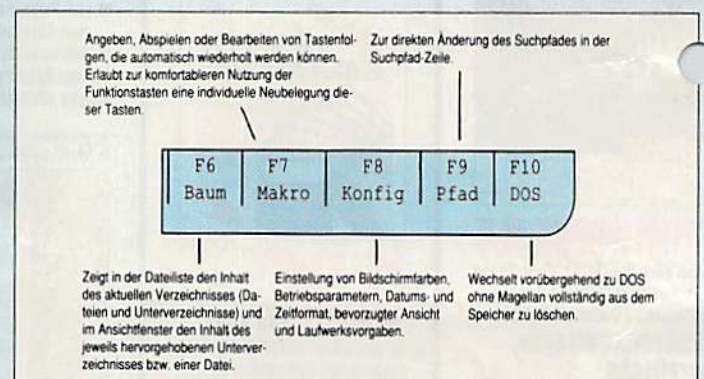 Angeben, Abspielen oder Bearbeiten von Tastenfol-
gen, die automatisch wiederholt werden können.
Erlaubt zur komfortableren Nutzung der
Funktionstasten eine individuelle Neubelegung die-
ser Tasten.
Zur direkten Änderung des Suchpfades in der
Suchpfad-Zeile.
F6 F7 F8 F9 F10
Baum Makro Konfig Pfad DOS
Zeigt in der Dateiliste den Inhalt
des aktuellen Verzeichnisses (Da-
teien und Unterverzeichnisse) und
im Ansichtfenster den Inhalt des
jeweils hervorgehobenen Unterver-
zeichnisses bzw. einer Datei.
Einstellung von Bildschirmfarben,
Betriebsparametern, Datums- und
Zeitformat, bevorzugter Ansicht
und Laufwerksvorgaben.
Wechselt vorübergehend zu DOS
ohne Magellan vollständig aus dem
Speicher zu löschen.